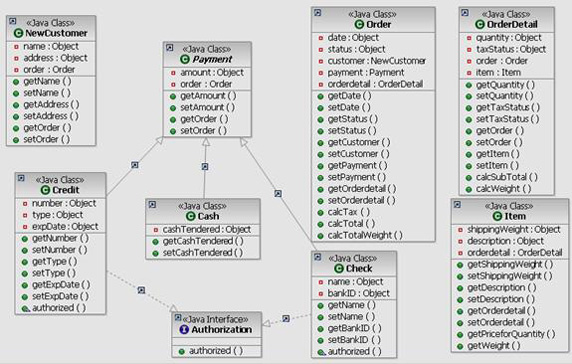 «Java Class»
NewCustomer
name : Object
address : Object
order : Order
getName ( )
setName ( )
getAddress ( )
setAddress ( )
getOrder ( )
setOrder ( )
«Java Class»
Payment
amount : Object
order : Order
getAmount ( )
setAmount ( )
getOrder ( )
setOrder ( )
«Java Class»
Order
date : Object
status : Object
customer : NewCustomer
payment : Payment
orderdetail : OrderDetail
getDate ( )
setDate ( )
getStatus ( )
setStatus ( )
getCustomer ( )
setCustomer ( )
getPayment ( )
setPayment ( )
getOrderdetail ( )
setOrderdetail ( )
calcTax ( )
calcTotal ( )
calcTotalWeight ( )
«Java Class»
OrderDetail
quantity : Object
taxStatus : Object
order : Order
item : Item
getQuantity ( )
setQuantity ( )
getTaxStatus ( )
setTaxStatus ( )
getOrder ( )
setOrder ( )
getItem ( )
setItem ( )
calcSubTotal ( )
calcWeight ( )
«Java Class»
Credit
number : Object
type : Object
expDate : Object
getNumber ( )
setNumber ( )
getType ( )
setType ( )
getExpDate ( )
setExpDate ( )
authorized ( )
«Java Class»
Cash
cashTendered : Object
getCashTendered ( )
setCashTendered ( )
«Java Class»
Check
name : Object
bankID : Object
getName ( )
setName ( )
getBankID ( )
setBankID ( )
authorized ( )
«Java Class»
Item
shippingWeight : Object
description : Object
orderdetail : OrderDetail
getShippingWeight ( )
setShippingWeight ( )
getDescription ( )
setDescription ( )
getOrderdetail ( )
setOrderdetail ( )
getPriceforQuantity ( )
getWeight ( )
«Java Interface»
Authorization
authorized ( )